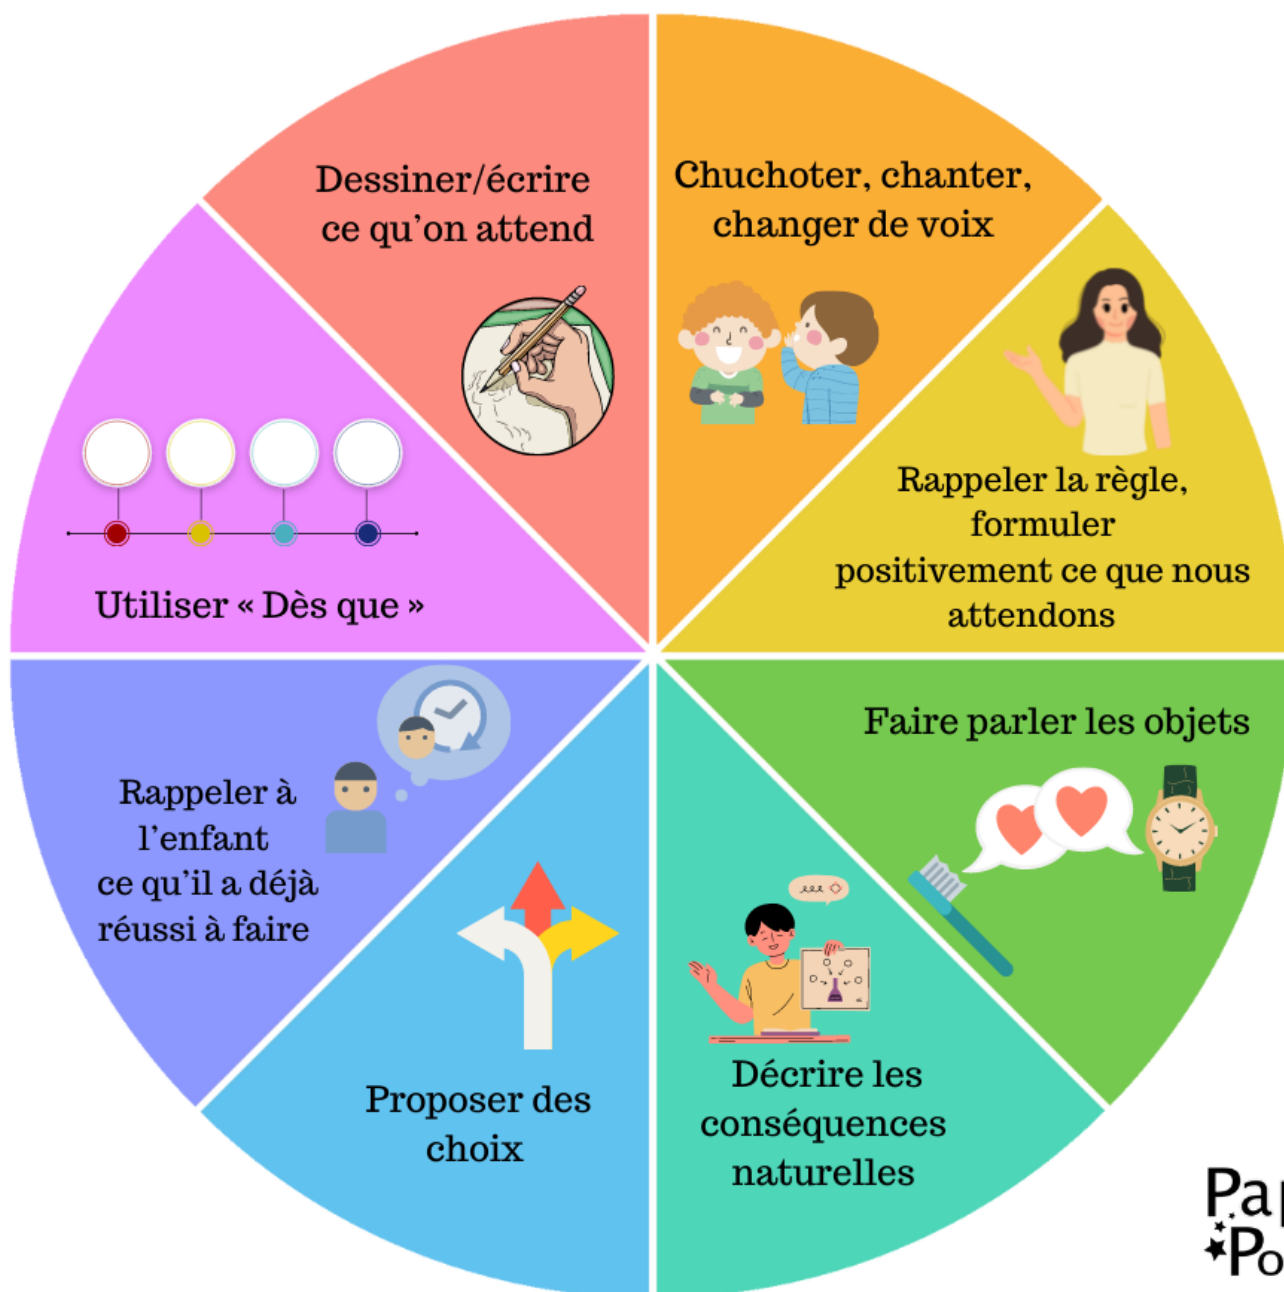 Dessiner/écrire
ce qu'on attend
Chuchoter, chanter,
changer de voix
Rappeler la règle,
formuler
positivement ce que nous
attendons
Utiliser « Dès que »
Faire parler les objets
Rappeler à
l'enfant
ce qu'il a déjà
réussi à faire
Décrire les
conséquences
naturelles
Proposer des
choix